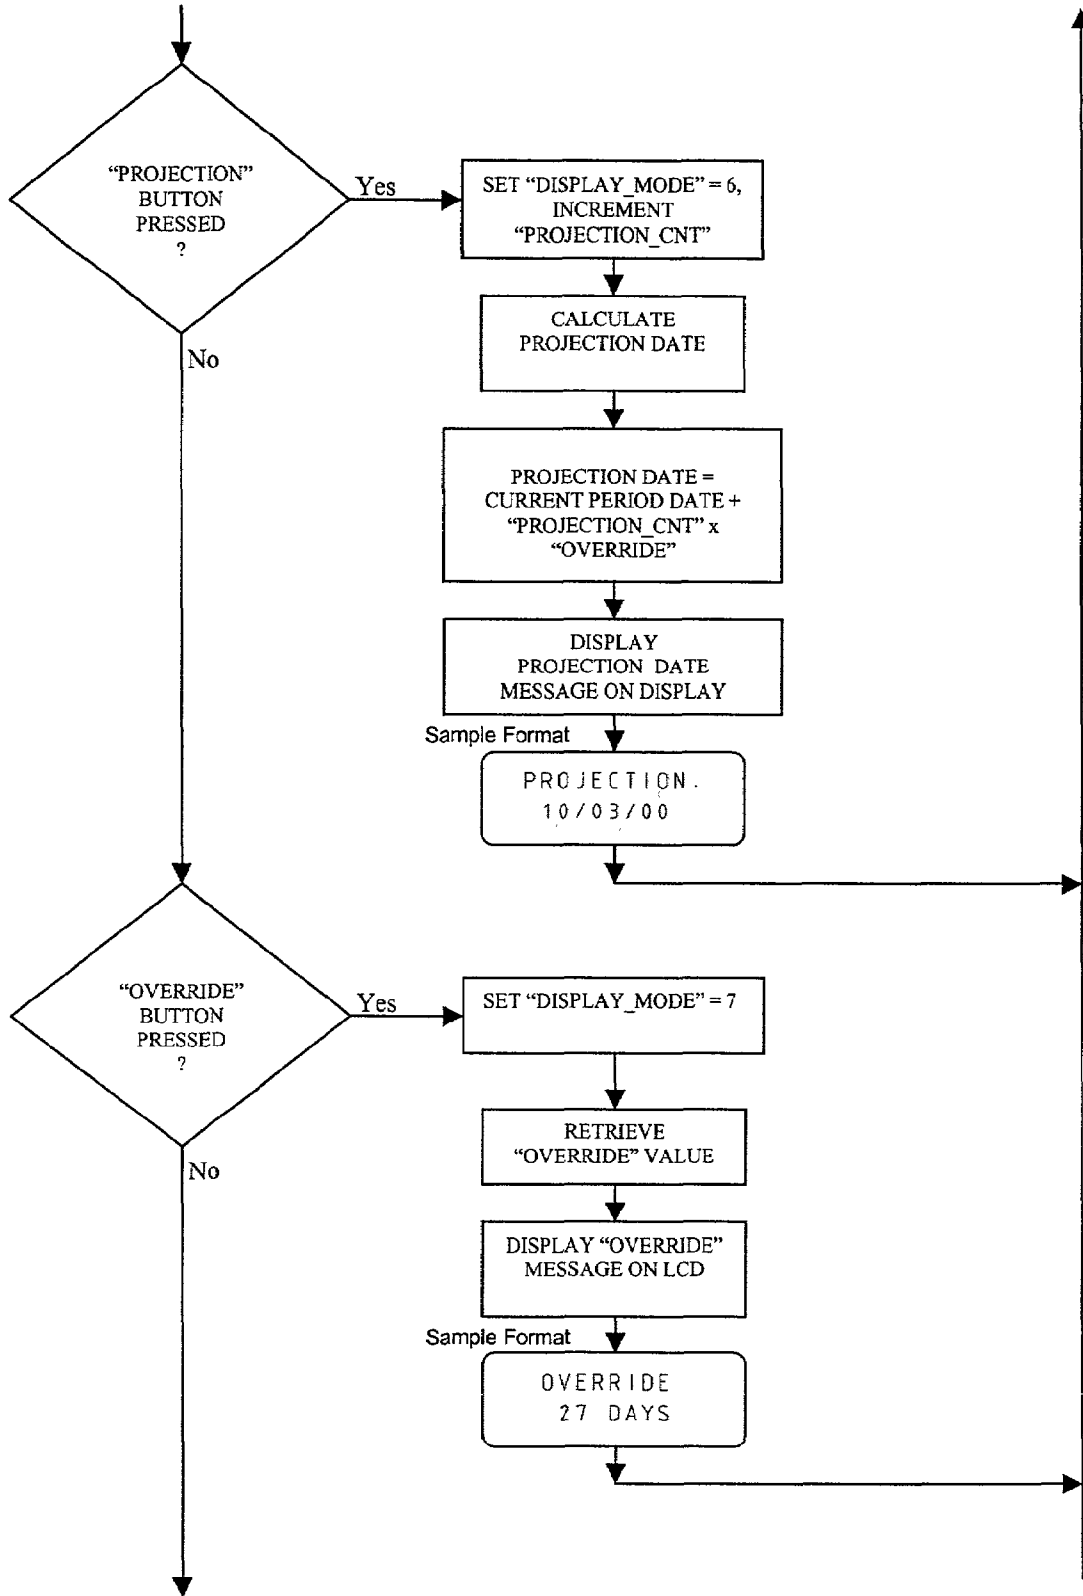 “PROJECTION”
BUTTON
PRESSED
?
Yes
No
SET “DISPLAY_MODE” = 6,
INCREMENT
“PROJECTION_CNT”
CALCULATE
PROJECTION DATE
PROJECTION DATE =
CURRENT PERIOD DATE +
“PROJECTION_CNT” x
“OVERRIDE”
DISPLAY
PROJECTION DATE
MESSAGE ON DISPLAY
Sample Format
PROJECTION.
10/03/00
“OVERRIDE”
BUTTON
PRESSED
?
Yes
No
SET “DISPLAY_MODE” = 7
RETRIEVE
“OVERRIDE” VALUE
DISPLAY “OVERRIDE”
MESSAGE ON LCD
Sample Format
OVERRIDE
27 DAYS